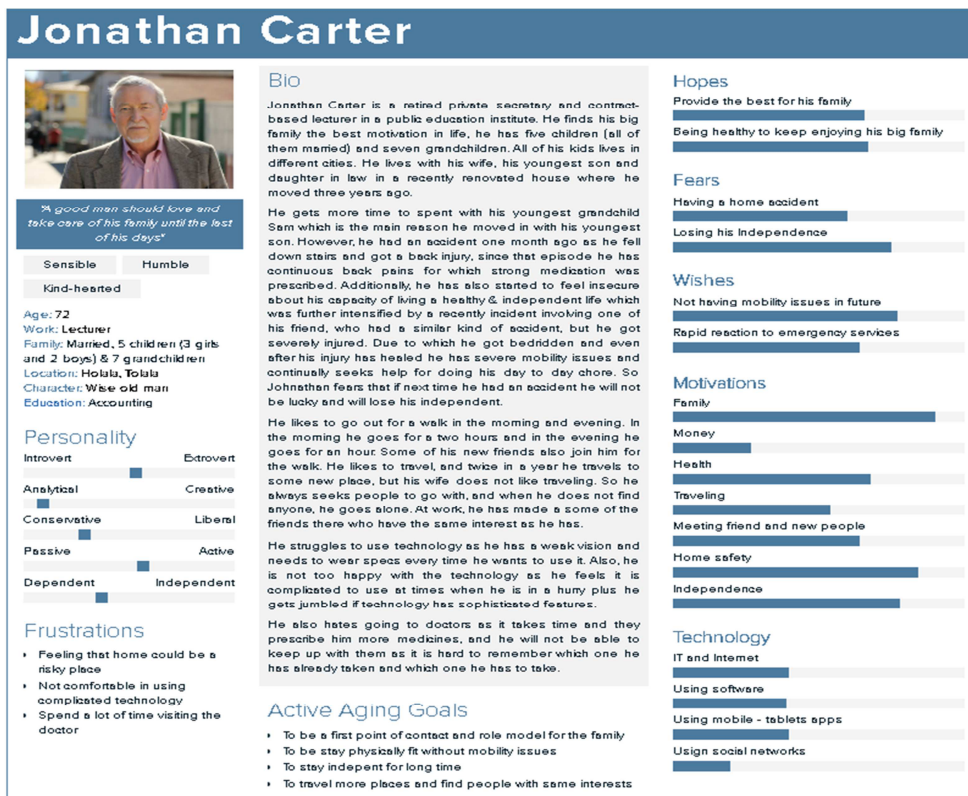 Jonathan Carter
"A good man should love and
take care of his family until the last
of his days"
Sensible
Humble
Kind-hearted
Age: 72
Work: Lecturer
Family: Married, 5 children (3 girls
and 2 boys) & 7 grandchildren
Location: Holala, Tolala
Character: Wise old man
Education: Accounting
Personality
Introvert Extrovert
Analytical Creative
Conservative Liberal
Passive Active
Dependent Independent
Frustrations
Feeling that home could be a
risky place
Not comfortable in using
complicated technology
Spend a lot of time visiting the
doctor
Bio
Jonathan Carter is a retired private secretary and contract-
based lecturer in a public education institute. He finds his big
family the best motivation in life, he has five children (all of
them married) and seven grandchildren. All of his kids lives in
different cities. He lives with his wife, his youngest son and
daughter in law in a recently renovated house where he
moved three years ago.
He gets more time to spent with his youngest grandchild
Sam which is the main reason he moved in with his youngest
son. However, he had an accident one month ago as he fell
down stairs and got a back injury, since that episode he has
continuous back pains for which strong medication was
prescribed. Additionally, he has also started to feel insecure
about his capacity of living a healthy & independent life which
was further intensified by a recently incident involving one of
his friend, who had a similar kind of accident, but he got
severely injured. Due to which he got bedridden and even
after his injury has healed he has severe mobility issues and
continually seeks help for doing his day to day chore. So
Johnathan fears that if next time he had an accident he will not
be lucky and will lose his independent.
He likes to go out for a walk in the morning and evening. In
the morning he goes for a two hours and in the evening he
goes for an hour. Some of his new friends also join him for
the walk. He likes to travel, and twice in a year he travels to
some new place, but his wife does not like traveling. So he
always seeks people to go with, and when he does not find
anyone, he goes alone. At work, he has made a some of the
friends there who have the same interest as he has.
He struggles to use technology as he has a weak vision and
needs to wear specs every time he wants to use it. Also, he
is not too happy with the technology as he feels it is
complicated to use at times when he is in a hurry plus he
gets jumbled if technology has sophisticated features.
He also hates going to doctors as it takes time and they
prescribe him more medicines, and he will not be able to
keep up with them as it is hard to remember which one he
has already taken and which one he has to take.
Active Aging Goals
To be a first point of contact and role model for the family
To be stay physically fit without mobility issues
To stay indepent for long time
To travel more places and find people with same interests
Hopes
Provide the best for his family
Being healthy to keep enjoying his big family
Fears
Having a home accident
Losing his Independence
Wishes
Not having mobility issues in future
Rapid reaction to emergency services
Motivations
Family
Money
Health
Traveling
Meeting friend and new people
Home safety
Independence
Technology
IT and Internet
Using software
Using mobile - tablets apps
Usign social networks